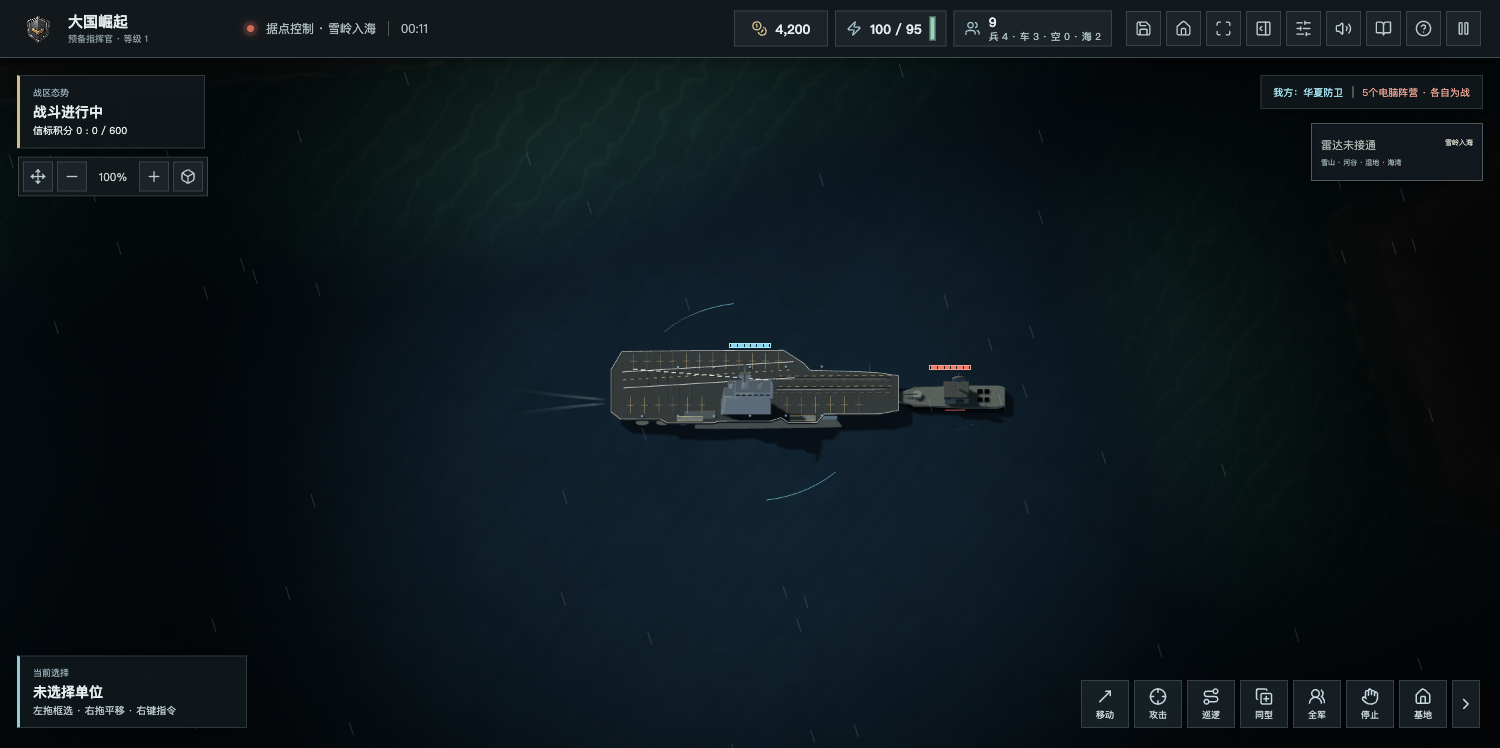 大国崛起
预备指挥官 · 等级 1
据点控制 · 雪岭入海
00:11
4,200
100 / 95
9
兵 4 · 车 3 · 空 0 · 海 2
战区态势
战斗进行中
信标积分 0 : 0 / 600
100%
我方：华夏防卫
5个电脑阵营 · 各自为战
雷达未接通
雪岭入海
雪山 · 河谷 · 湿地 · 海湾
当前选择
未选择单位
左拖框选 · 右拖平移 · 右键指令
移动
攻击
巡逻
同型
全军
停止
基地